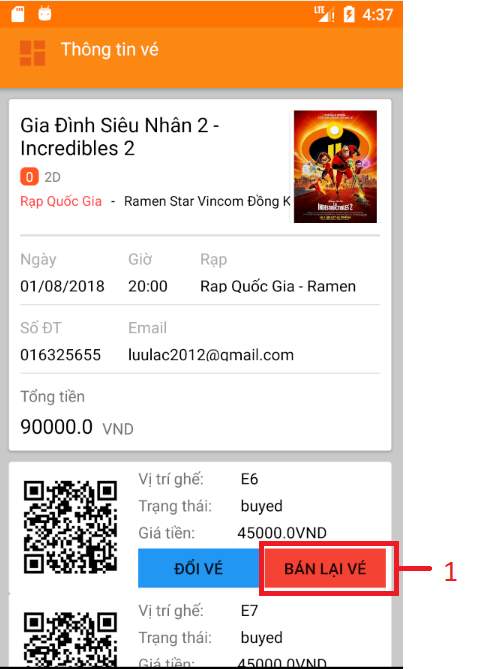 LTE 4:37
Thông tin vé
Gia Đình Siêu Nhân 2 -
Incredibles 2
0 2D
Rạp Quốc Gia - Ramen Star Vincom Đồng K
INCREDIBLES 2
Ngày Giờ Rạp
01/08/2018 20:00 Rạp Quốc Gia - Ramen
Số ĐT Email
016325655 luulac2012@gmail.com
Tổng tiền
90000.0 VND
Vị trí ghế: E6
Trạng thái: buyed
Giá tiền: 45000.0VND
ĐỔI VÉ BÁN LẠI VÉ 1
Vị trí ghế: E7
Trạng thái: buyed
Giá tiền: 45000.0VND